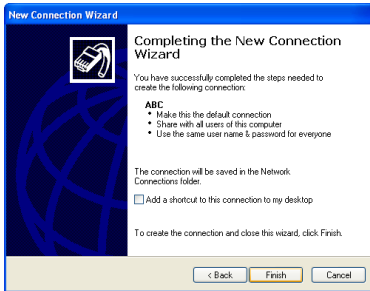 New Connection Wizard
Completing the New Connection
Wizard
You have successfully completed the steps needed to
create the following connection:
ABC
• Make this the default connection
• Share with all users of this computer
• Use the same user name & password for everyone
The connection will be saved in the Network
Connections folder.
Add a shortcut to this connection to my desktop
To create the connection and close this wizard, click Finish.
< Back
Finish
Cancel